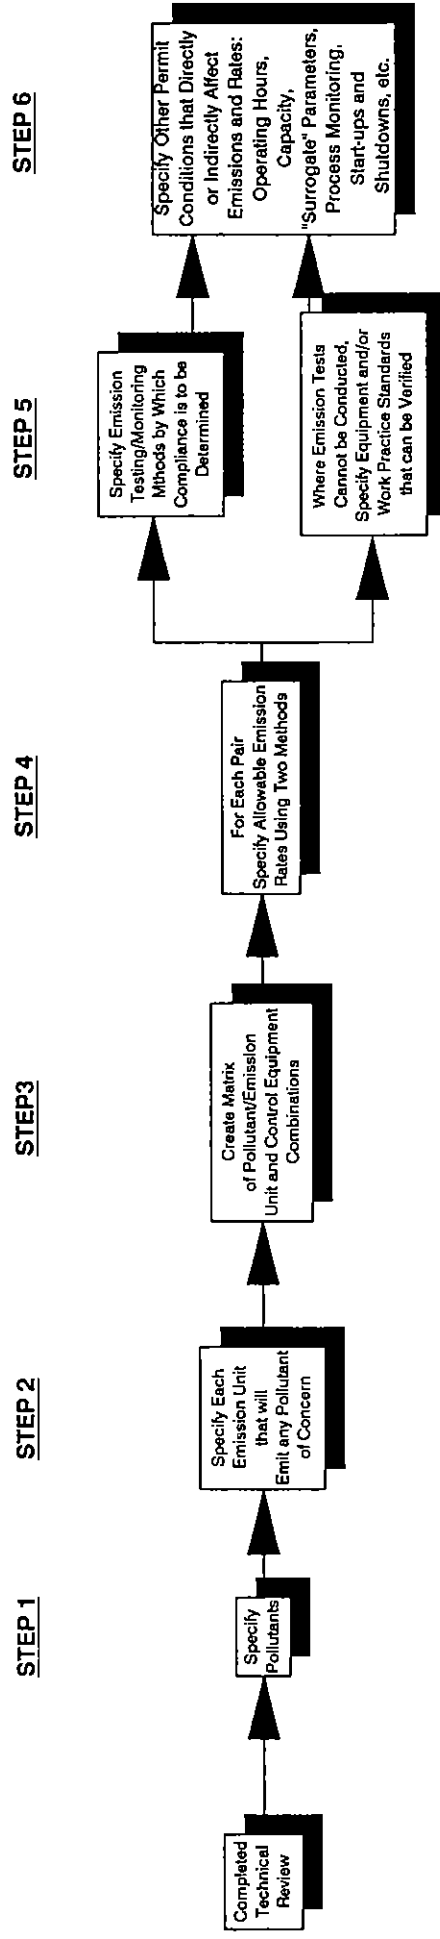 STEP 1
STEP 2
STEP3
STEP 4
STEP 5
STEP 6
Completed
Technical
Review
Specify
Pollutants
Specify Each
Emission Unit
that will
Emit any Pollutant
of Concern
Create Matrix
of Pollutant/Emission
Unit and Control Equipment
Combinations
For Each Pair
Specify Allowable Emission
Rates Using Two Methods
Specify Emission
Testing/Monitoring
Mthods by Which
Compliance is to be
Determined
Where Emission Tests
Cannot be Conducted,
Specify Equipment and/or
Work Practice Standards
that can be Verified
Specify Other Permit
Conditions that Directly
or Indirectly Affect
Emissions and Rates:
Operating Hours,
Capacity,
"Surrogate" Parameters,
Process Monitoring,
Start-ups and
Shutdowns, etc.